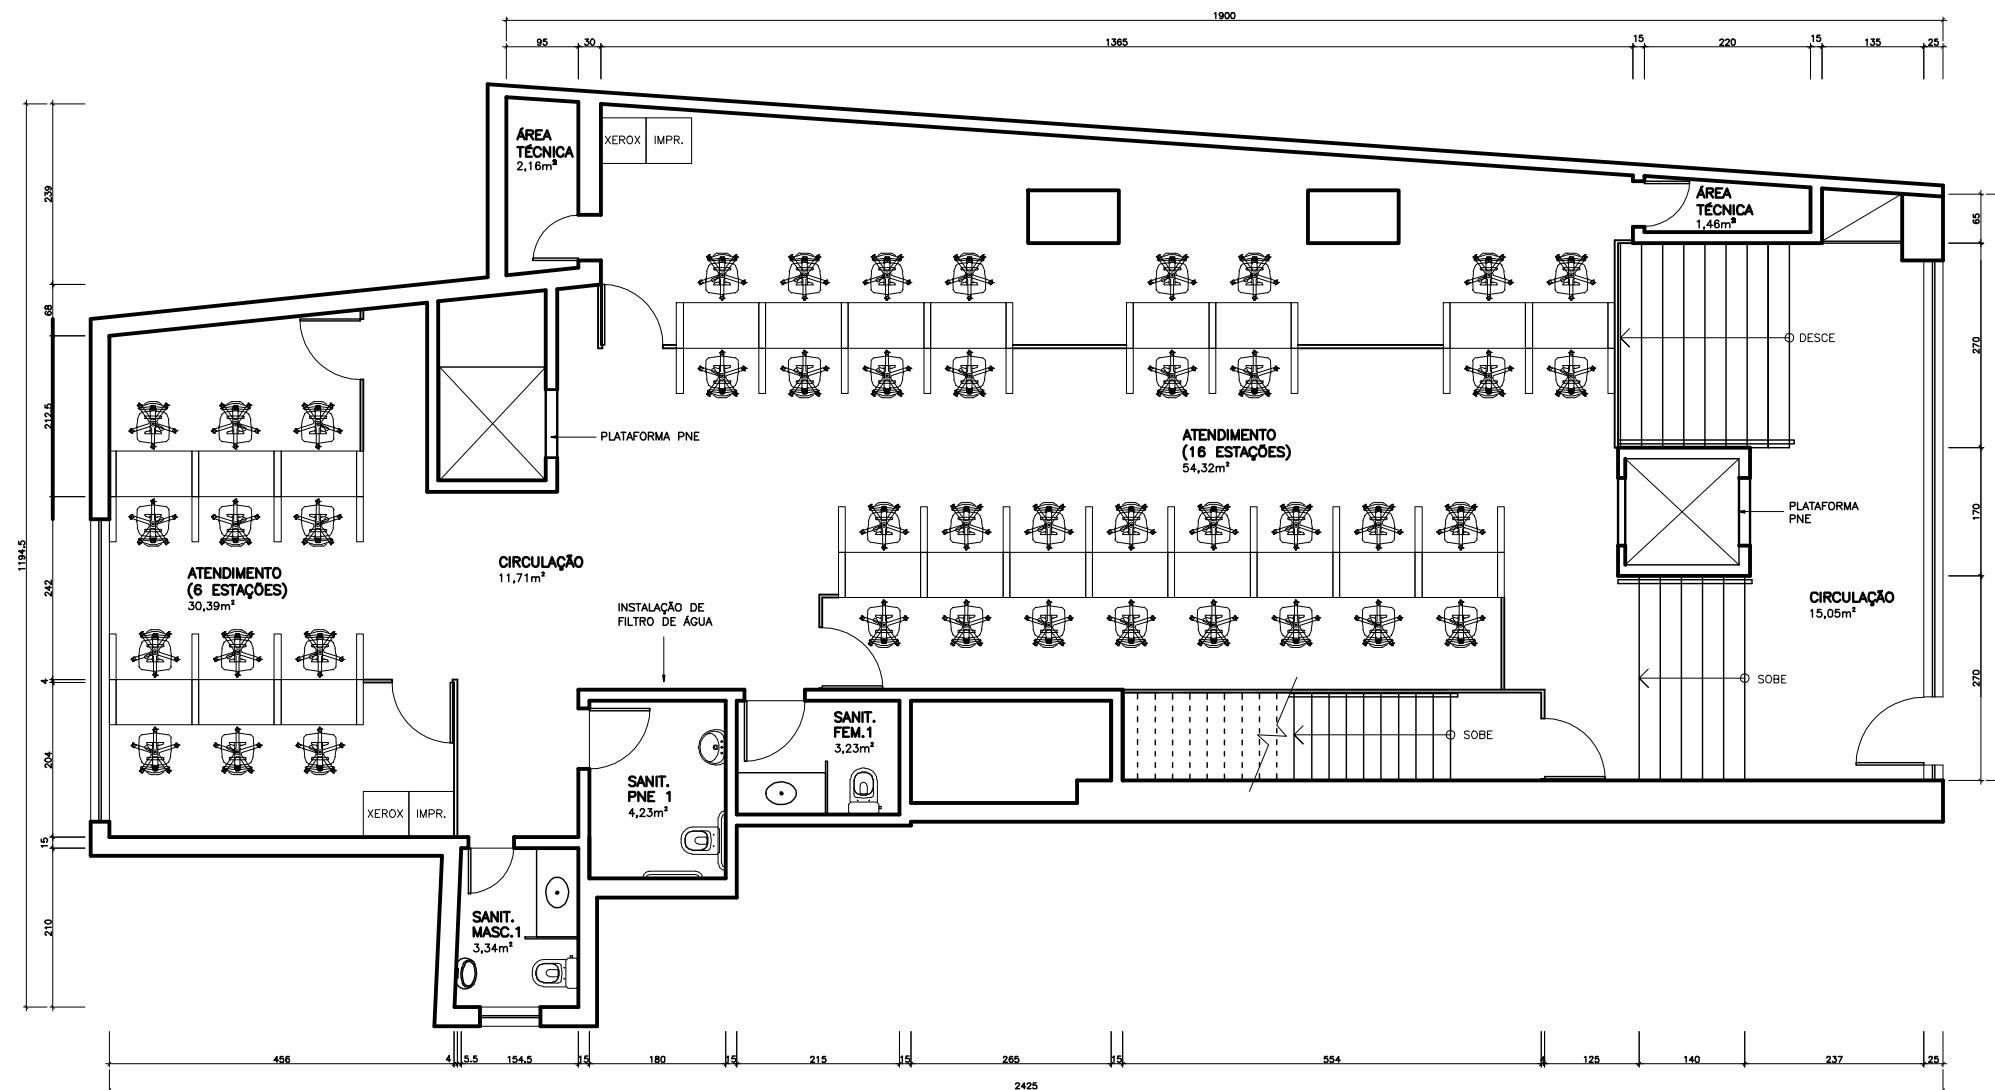 1900
95
30
1365
15
220
15
135
25
ÁREA
TÉCNICA
2,16m²
XEROX
IMPR.
ÁREA
TÉCNICA
1,46m²
239
68
212.5
242
4
204
15
210
1194.5
65
270
170
270
DESCE
PLATAFORMA PNE
ATENDIMENTO
(16 ESTAÇÕES)
54,32m²
PLATAFORMA
PNE
CIRCULAÇÃO
11,71m²
ATENDIMENTO
(6 ESTAÇÕES)
30,39m²
INSTALAÇÃO DE
FILTRO DE ÁGUA
CIRCULAÇÃO
15,05m²
SOBE
SANIT.
FEM.1
3,23m²
SOBE
SANIT.
PNE 1
4,23m²
XEROX
IMPR.
SANIT.
MASC.1
3,34m²
456
4
5.5
154.5
15
180
15
215
15
265
15
554
125
140
237
25
2425